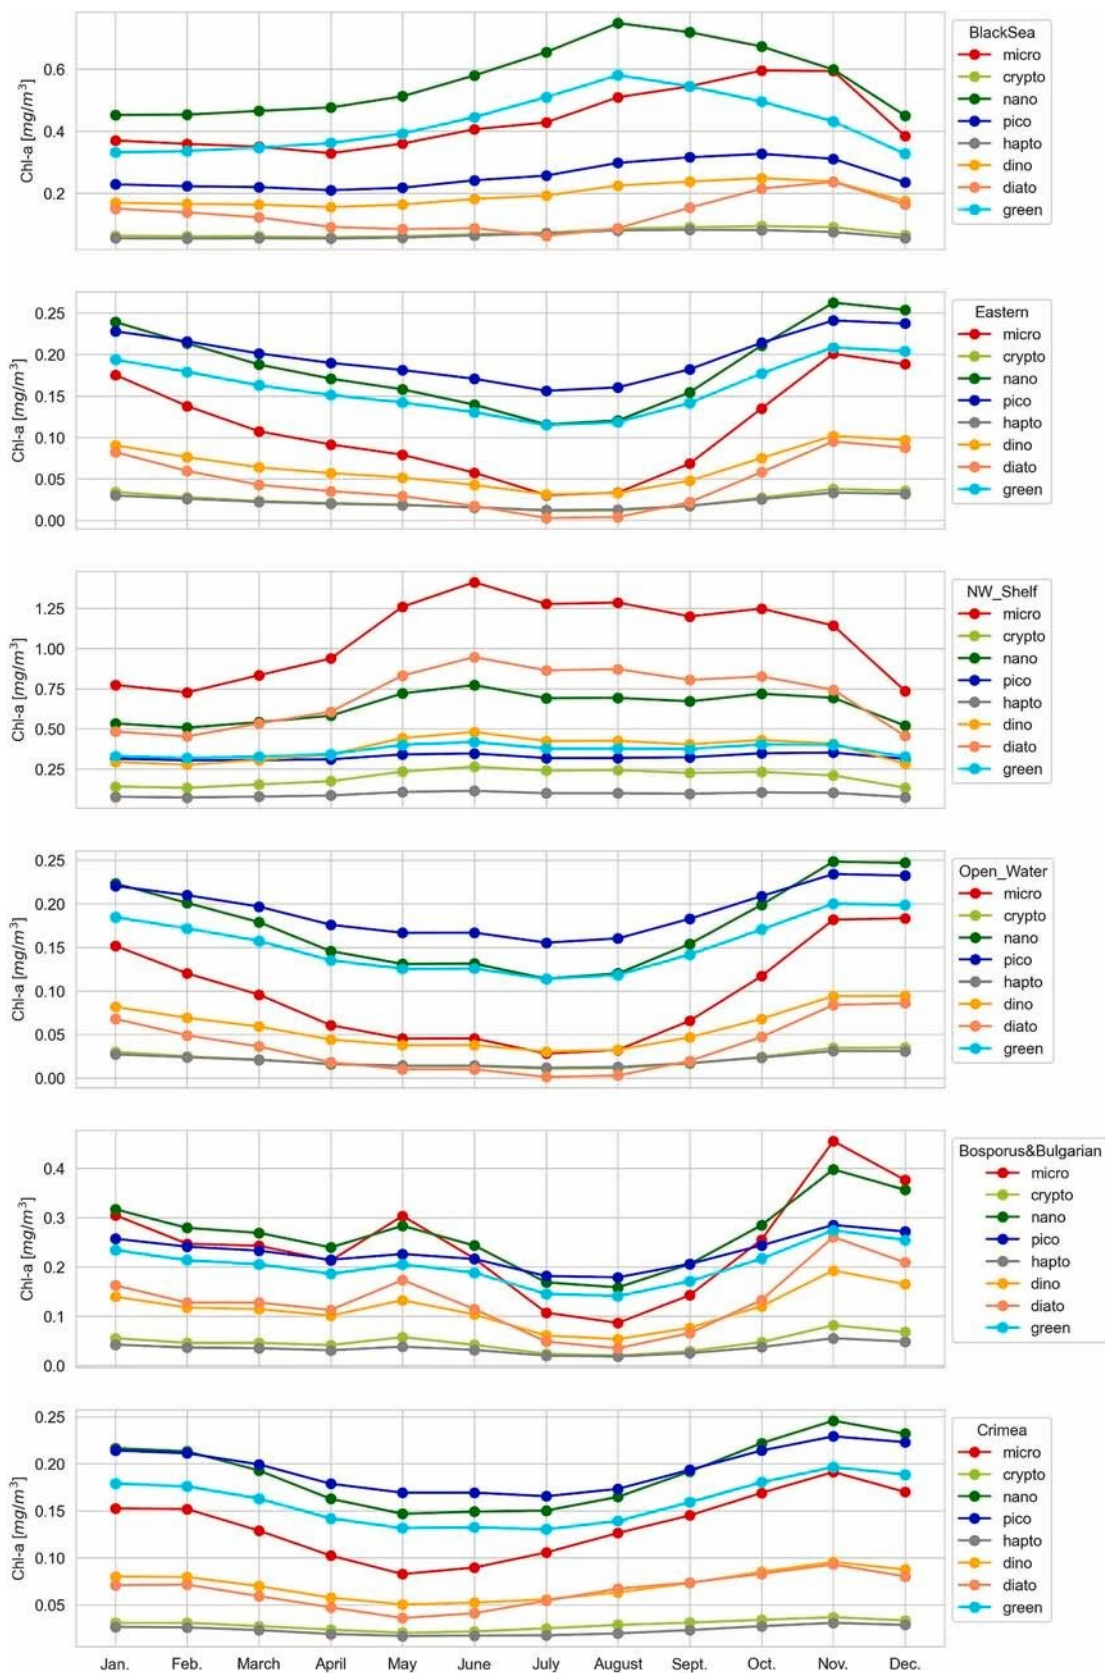 BlackSea
micro
crypto
nano
pico
hapto
dino
diato
green
Chl-a [mg/m³]
0.6
0.4
0.2
Eastern
micro
crypto
nano
pico
hapto
dino
diato
green
Chl-a [mg/m³]
0.25
0.20
0.15
0.10
0.05
0.00
NW_Shelf
micro
crypto
nano
pico
hapto
dino
diato
green
Chl-a [mg/m³]
1.25
1.00
0.75
0.50
0.25
Open_Water
micro
crypto
nano
pico
hapto
dino
diato
green
Chl-a [mg/m³]
0.25
0.20
0.15
0.10
0.05
0.00
Bosporus&Bulgarian
micro
crypto
nano
pico
hapto
dino
diato
green
Chl-a [mg/m³]
0.4
0.3
0.2
0.1
0.0
Crimea
micro
crypto
nano
pico
hapto
dino
diato
green
Chl-a [mg/m³]
0.25
0.20
0.15
0.10
0.05
Jan. Feb. March April May June July August Sept. Oct. Nov. Dec.